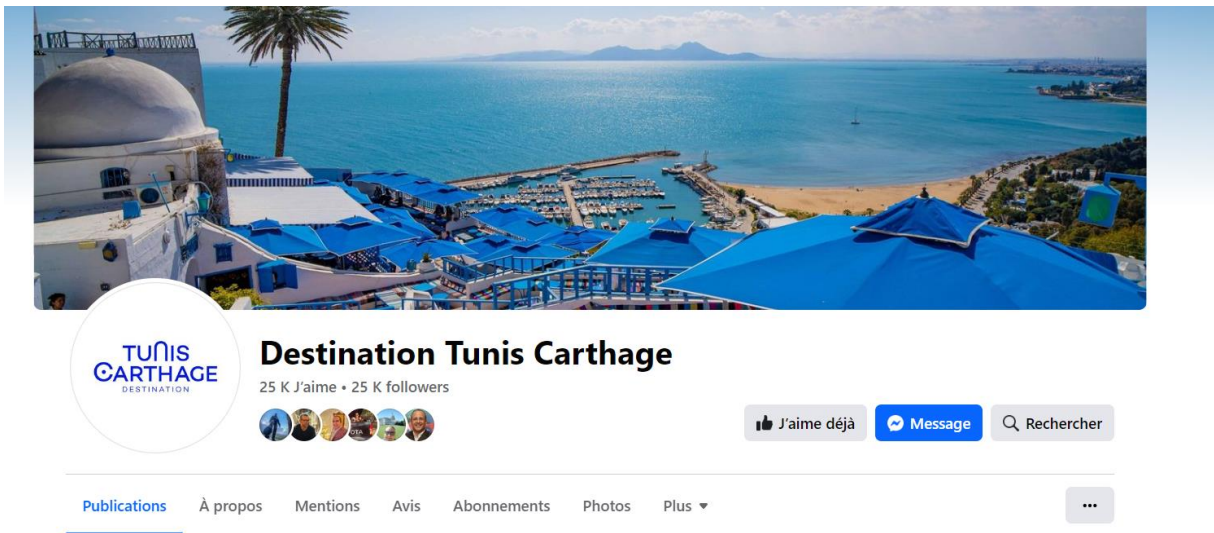 TUNIS
CARTHAGE
DESTINATION
Destination Tunis Carthage
25 K J’aime • 25 K followers
J’aime déjà
Message
Rechercher
Publications
À propos
Mentions
Avis
Abonnements
Photos
Plus